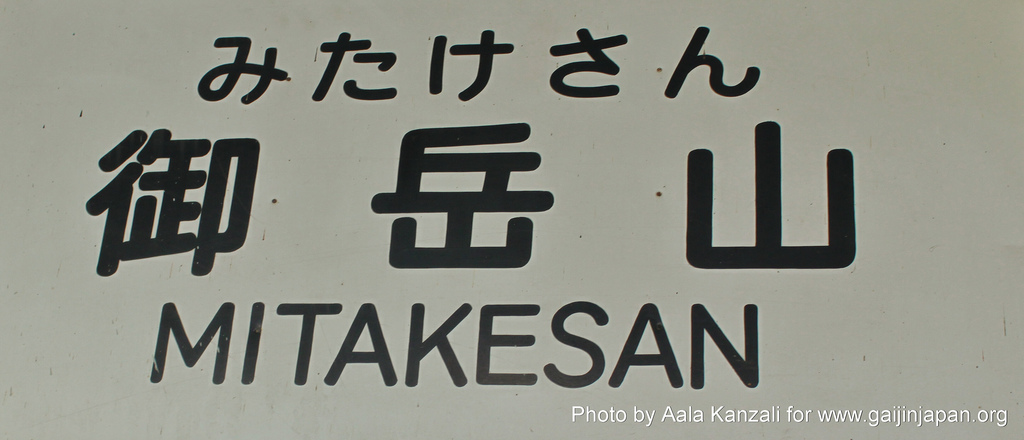 みたけさん
御岳山
MITAKESAN
Photo by Aala Kanzali for www.gaijinjapan.org